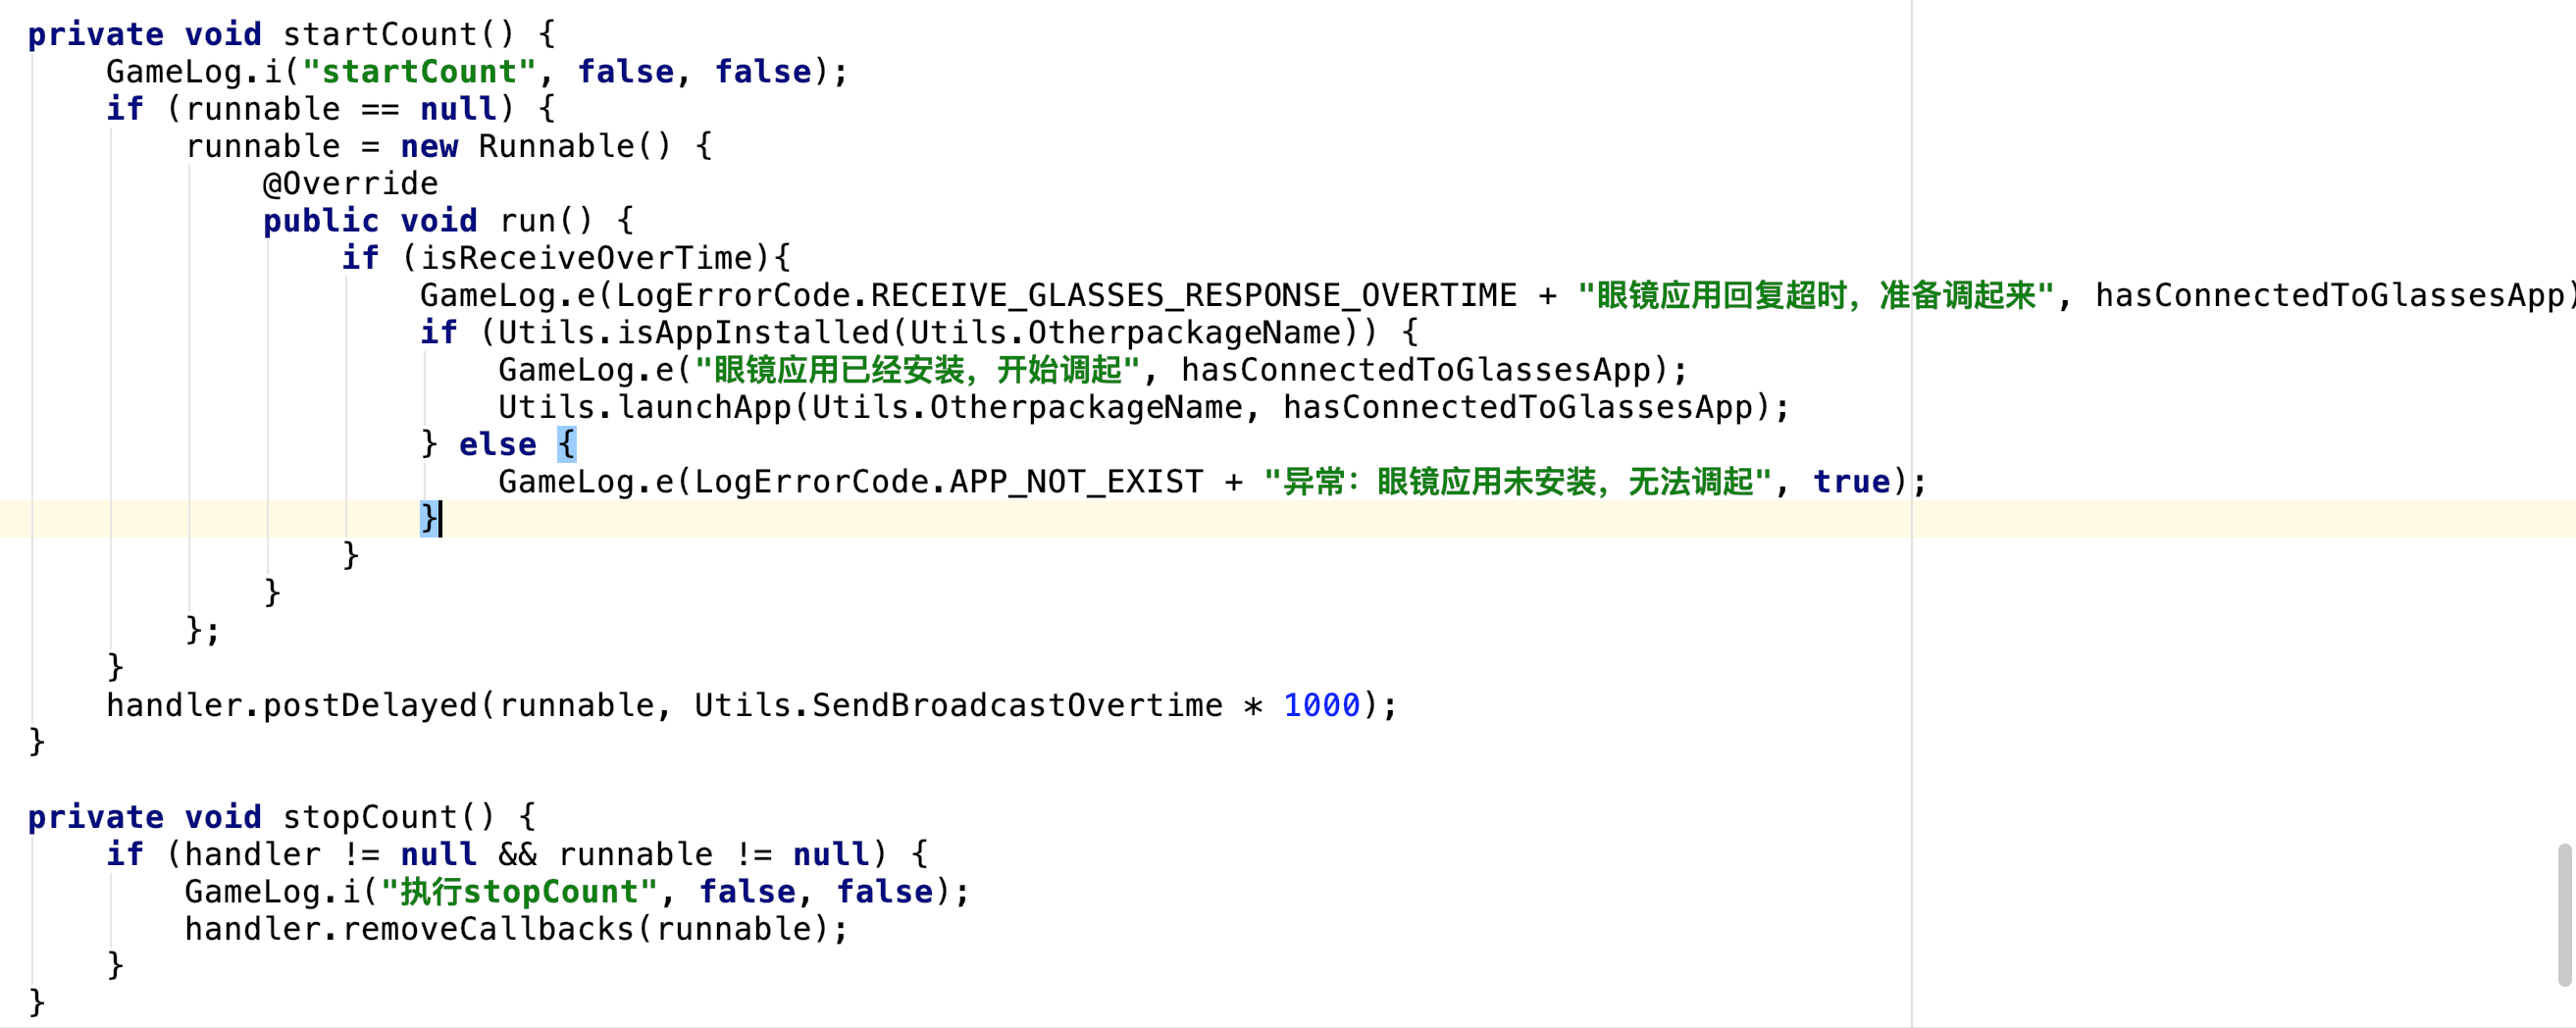 private void startCount() {
    GameLog.i("startCount", false, false);
    if (runnable == null) {
        runnable = new Runnable() {
            @Override
            public void run() {
                if (isReceiveOverTime){
                    GameLog.e(LogErrorCode.RECEIVE_GLASSES_RESPONSE_OVERTIME + "眼镜应用回复超时，准备调起来", hasConnectedToGlassesApp)
                    if (Utils.isAppInstalled(Utils.OtherpackageName)) {
                        GameLog.e("眼镜应用已经安装，开始调起", hasConnectedToGlassesApp);
                        Utils.launchApp(Utils.OtherpackageName, hasConnectedToGlassesApp);
                    } else {
                        GameLog.e(LogErrorCode.APP_NOT_EXIST + "异常：眼镜应用未安装，无法调起", true);
                    }
                }
            }
        };
    }
    handler.postDelayed(runnable, Utils.SendBroadcastOvertime * 1000);
}
private void stopCount() {
    if (handler != null && runnable != null) {
        GameLog.i("执行stopCount", false, false);
        handler.removeCallbacks(runnable);
    }
}